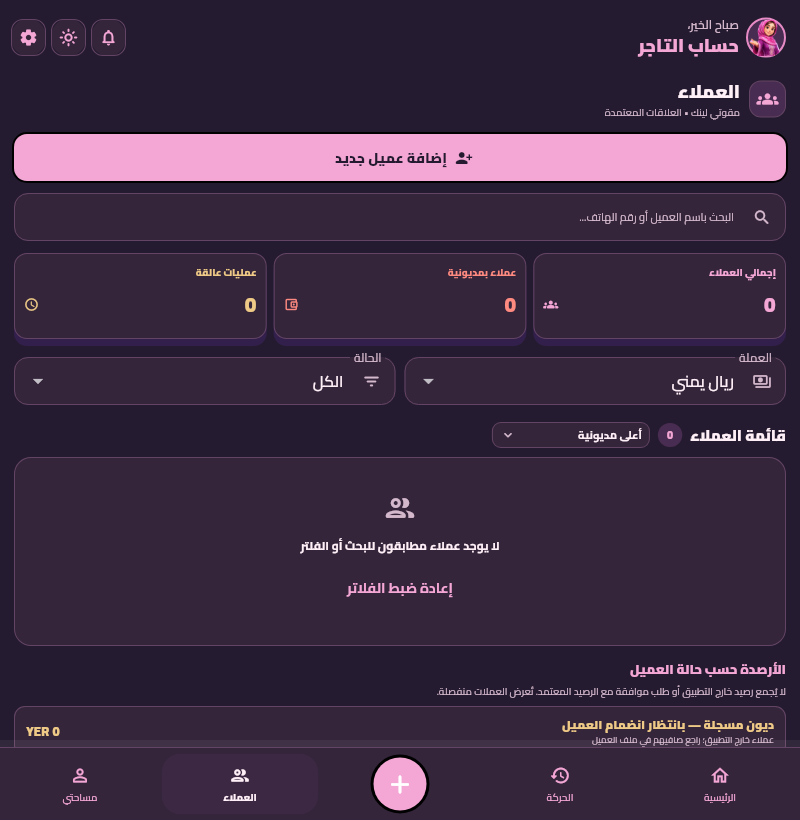 صباح الخير،
حساب التاجر
العملاء
مقوتي لينك • العلاقات المعتمدة
إضافة عميل جديد
البحث باسم العميل أو رقم الهاتف...
إجمالي العملاء
0
عملاء بمديونية
0
عمليات عالقة
0
العملة
ريال يمني
الحالة
الكل
قائمة العملاء 0 أعلى مديونية
لا يوجد عملاء مطابقون للبحث أو الفلتر
إعادة ضبط الفلاتر
الأرصدة حسب حالة العميل
لا يُجمع رصيد خارج التطبيق أو طلب موافقة مع الرصيد المعتمد. تُعرض العملات منفصلة.
ديون مسجلة — بانتظار انضمام العميل
YER 0
عملاء خارج التطبيق؛ راجع صافيهم في ملف العميل
الرئيسية
الحركة
العملاء
مساحتي